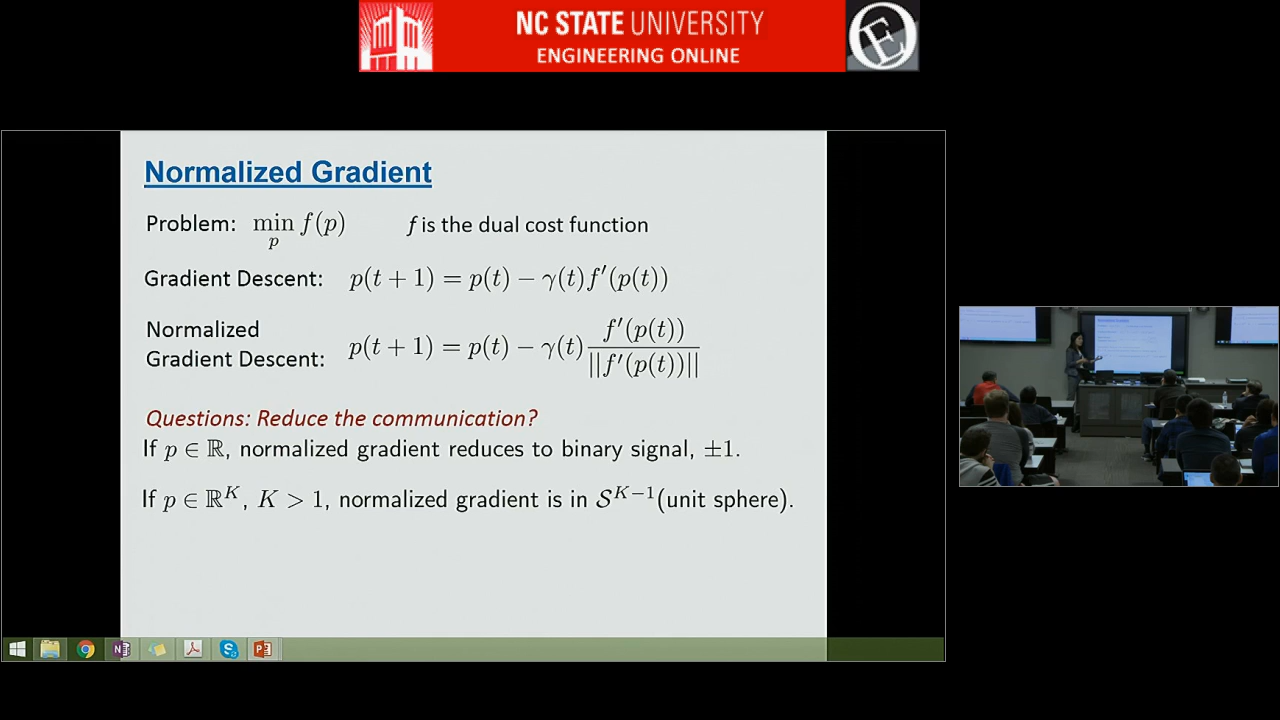 NC STATE UNIVERSITY
ENGINEERING ONLINE
Normalized Gradient
Problem: min_p f(p) f is the dual cost function
Gradient Descent: p(t + 1) = p(t) − γ(t)f′(p(t))
Normalized
Gradient Descent: p(t + 1) = p(t) − γ(t) f′(p(t)) / ||f′(p(t))||
Questions: Reduce the communication?
If p ∈ ℝ, normalized gradient reduces to binary signal, ±1.
If p ∈ ℝ^K, K > 1, normalized gradient is in 𝒮^{K−1}(unit sphere).